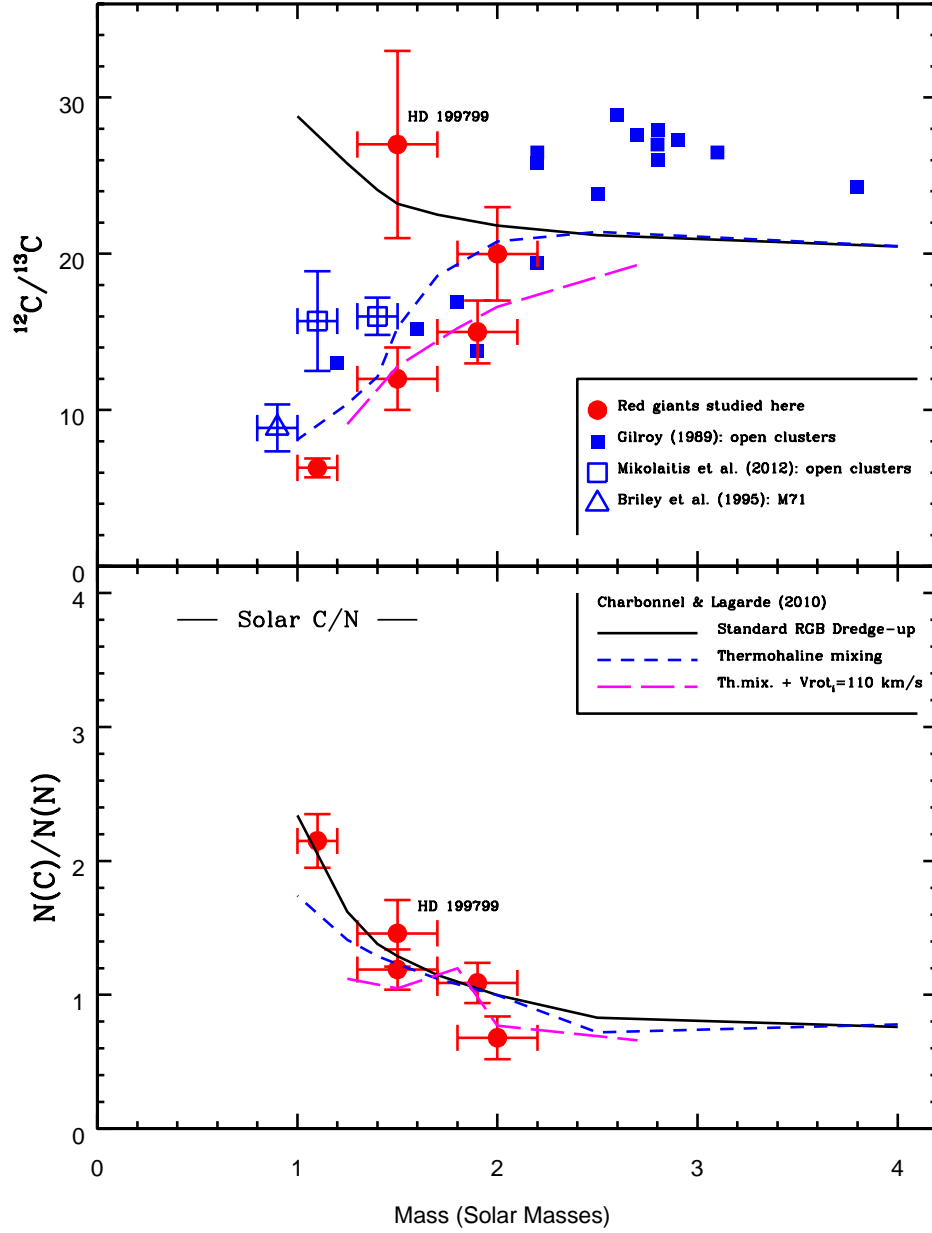 30
20
10
0
12C/13C
HD 199799
Red giants studied here
Gilroy (1989): open clusters
Mikolaitis et al. (2012): open clusters
Briley et al. (1995): M71
4
3
2
1
0
N(C)/N(N)
Solar C/N
Charbonnel & Lagarde (2010)
Standard RGB Dredge-up
Thermohaline mixing
Th.mix. + Vroti=110 km/s
HD 199799
0 1 2 3 4
Mass (Solar Masses)